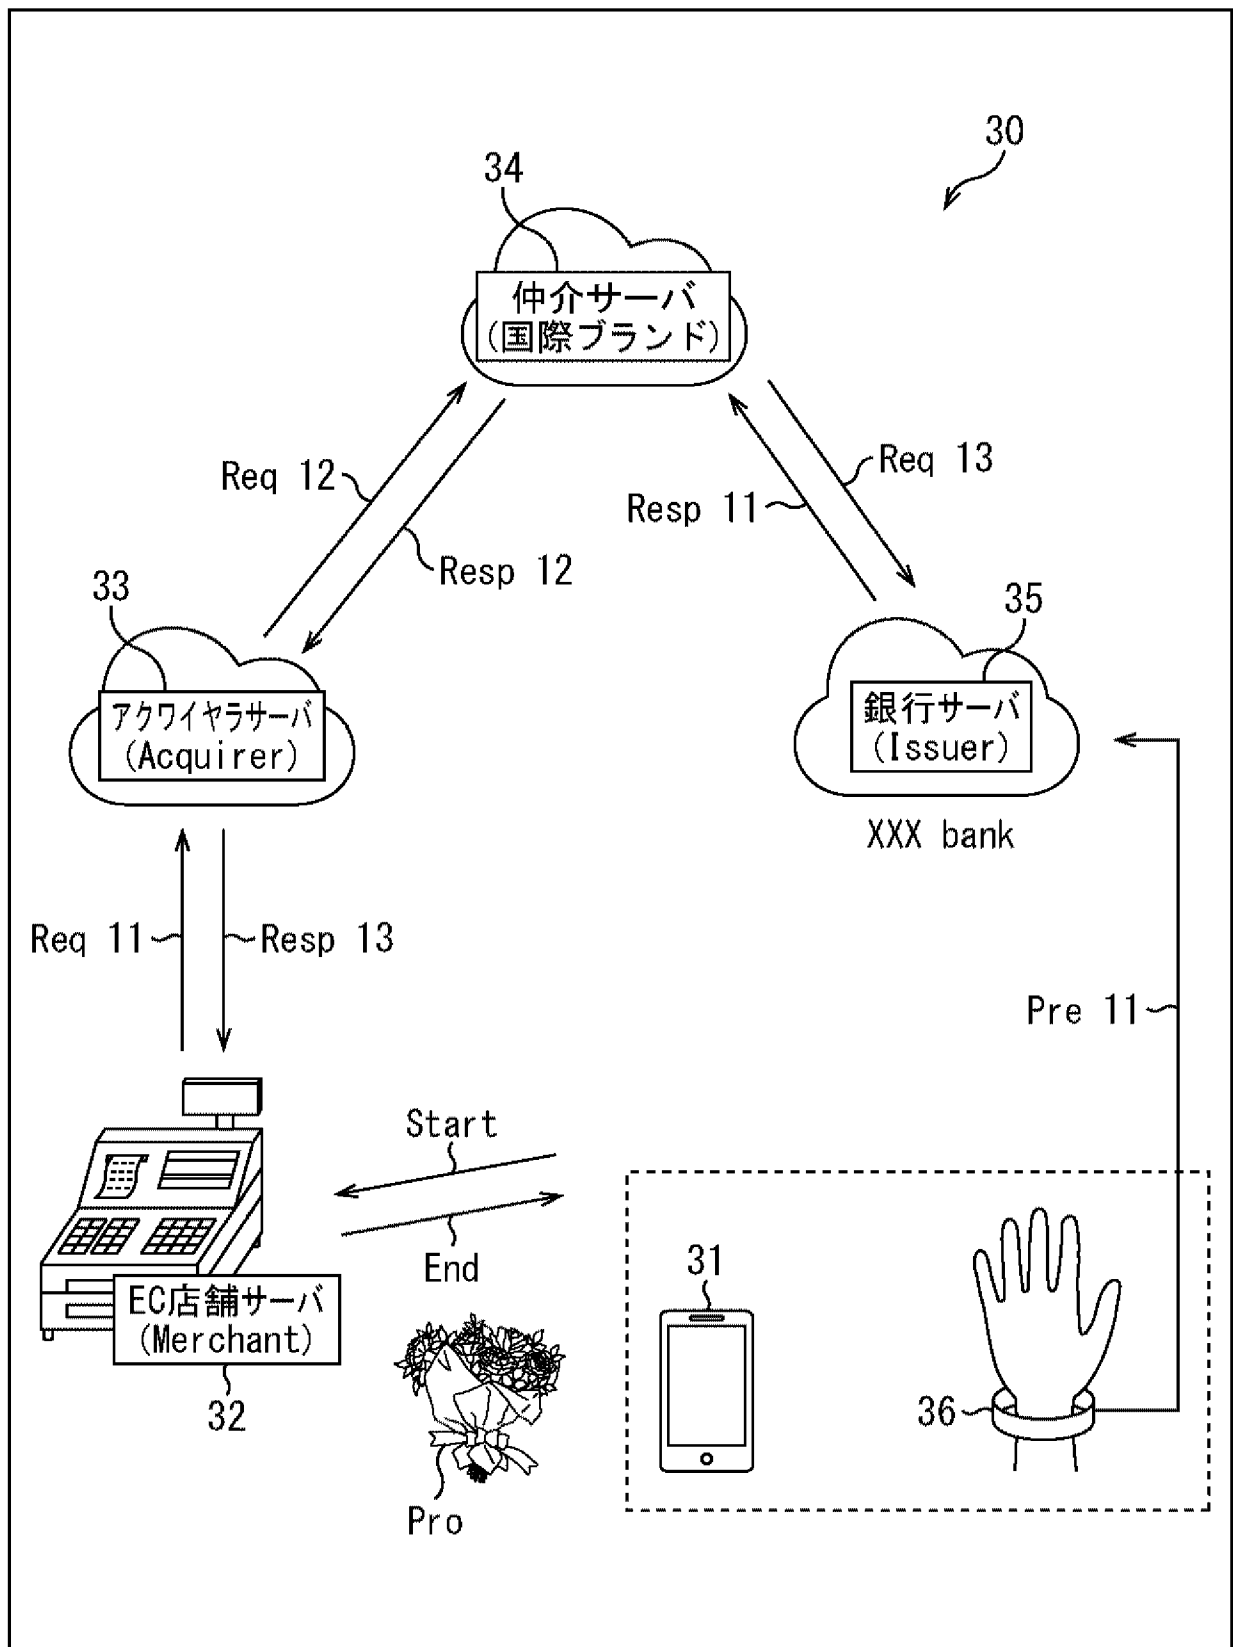 30
34
仲介サーバ
(国際ブランド)
Req 12
Resp 12
Resp 11
Req 13
33
アクワイヤラサーバ
(Acquirer)
35
銀行サーバ
(Issuer)
XXX bank
Req 11
Resp 13
Pre 11
Start
End
EC店舗サーバ
(Merchant)
32
Pro
31
36